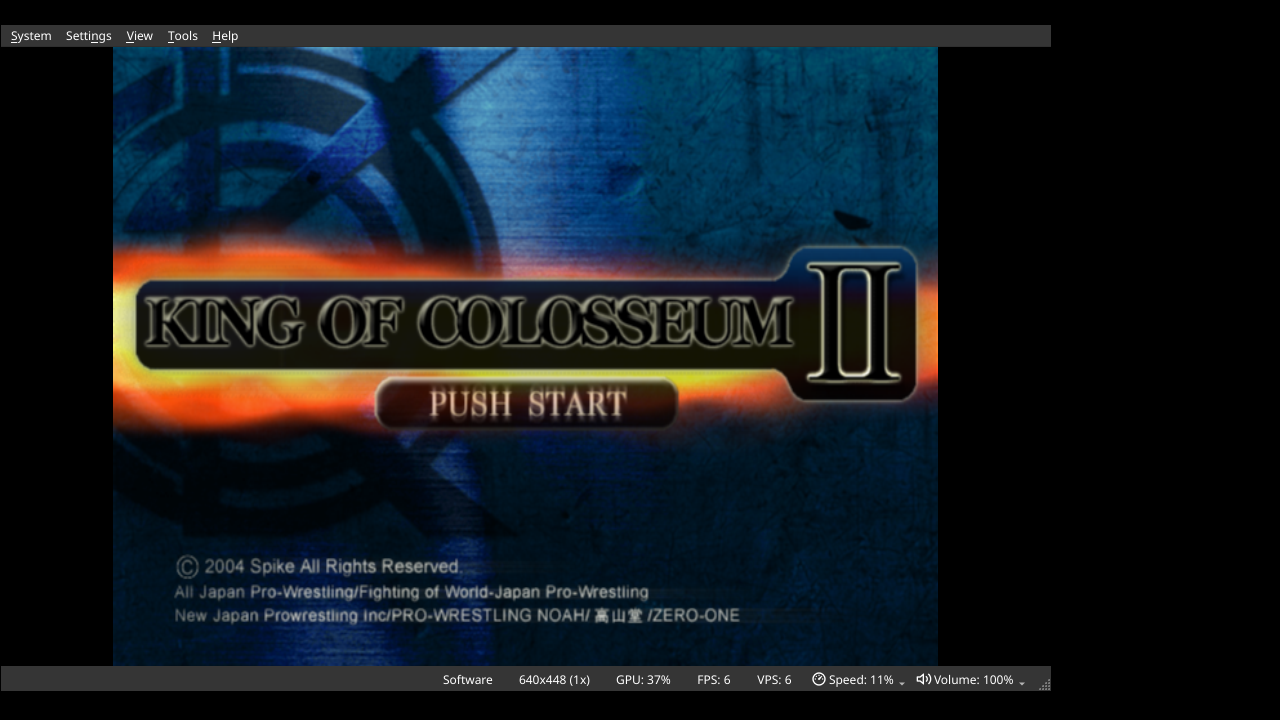 System Settings View Tools Help
KING OF COLOSSEUM II
PUSH START
© 2004 Spike All Rights Reserved.
All Japan Pro-Wrestling/Fighting of World-Japan Pro-Wrestling
New Japan Prowrestling Inc/PRO-WRESTLING NOAH/ 高山堂 /ZERO-ONE
Software 640x448 (1x) GPU: 37% FPS: 6 VPS: 6 Speed: 11% Volume: 100%